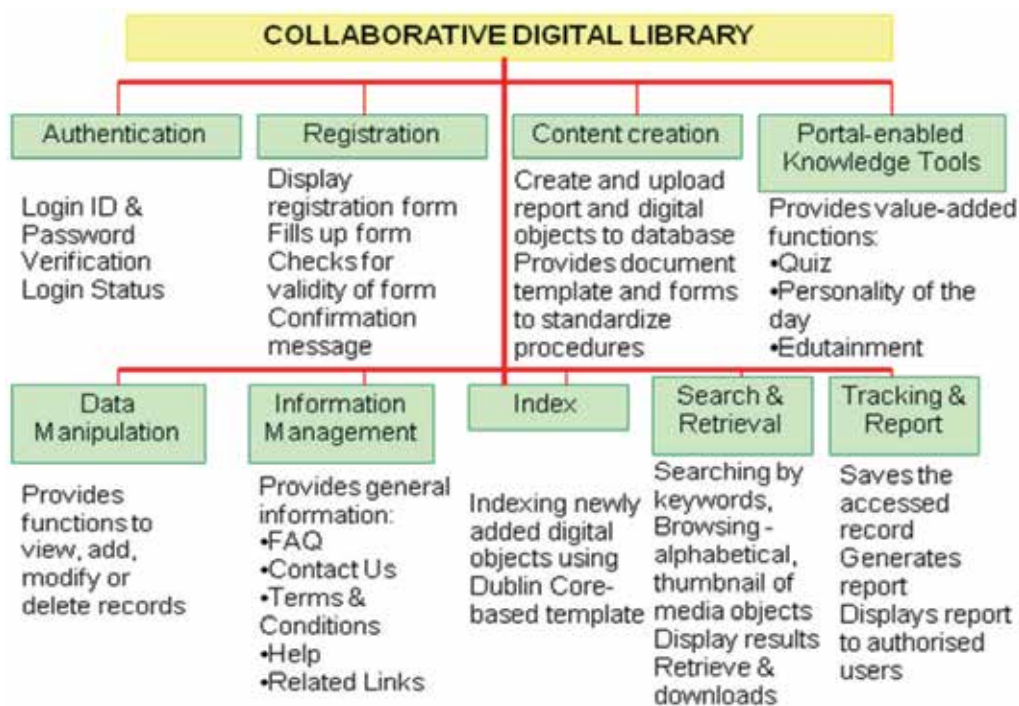 COLLABORATIVE DIGITAL LIBRARY
Authentication
Login ID &
Password
Verification
Login Status
Registration
Display
registration form
Fills up form
Checks for
validity of form
Confirmation
message
Content creation
Create and upload
report and digital
objects to database
Provides document
template and forms
to standardize
procedures
Portal-enabled
Knowledge Tools
Provides value-added
functions:
•Quiz
•Personality of the
day
•Edutainment
Data
Manipulation
Provides
functions to
view, add,
modify or
delete records
Information
Management
Provides general
information:
•FAQ
•Contact Us
•Terms &
Conditions
•Help
•Related Links
Index
Indexing newly
added digital
objects using
Dublin Core-
based template
Search &
Retrieval
Searching by
keywords,
Browsing -
alphabetical,
thumbnail of
media objects
Display results
Retrieve &
downloads
Tracking &
Report
Saves the
accessed
record
Generates
report
Displays report
to authorised
users